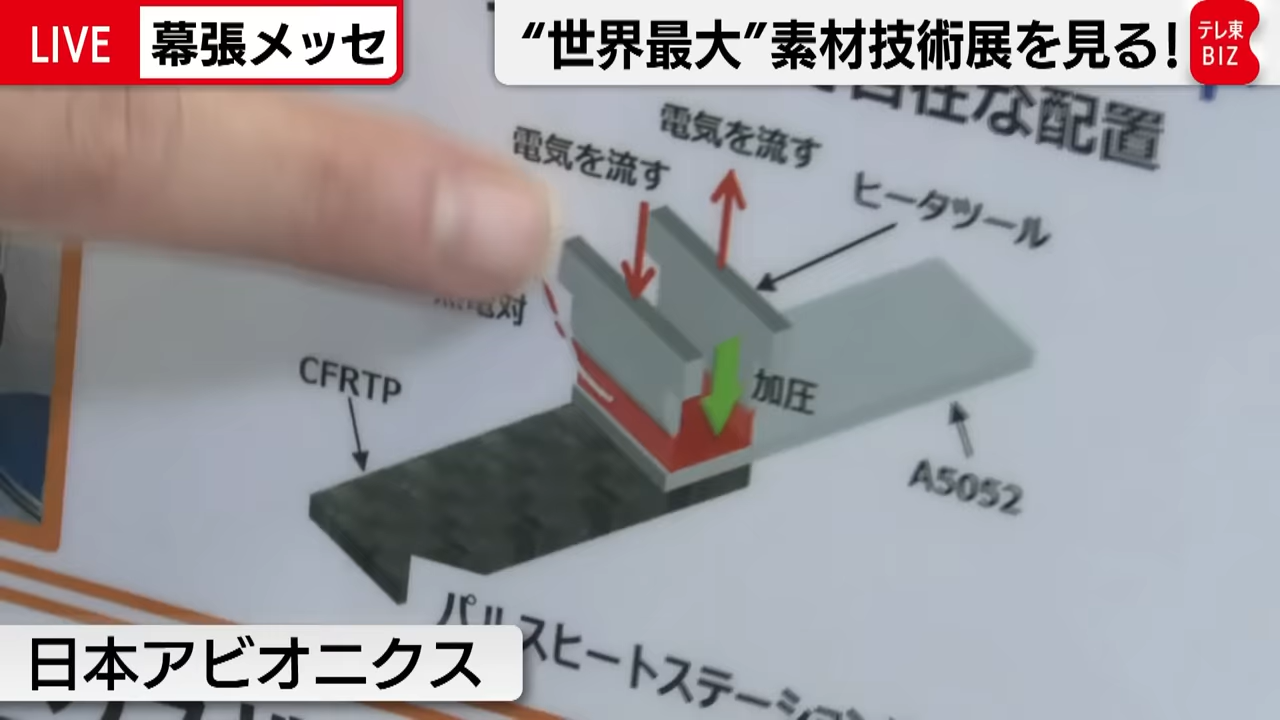 LIVE
幕張メッセ
“世界最大”素材技術展を見る!
テレ東
BIZ
自在な配置
電気を流す
電気を流す
ヒータツール
熱電対
CFRTP
加圧
A5052
パルスヒートステーション
日本アビオニクス